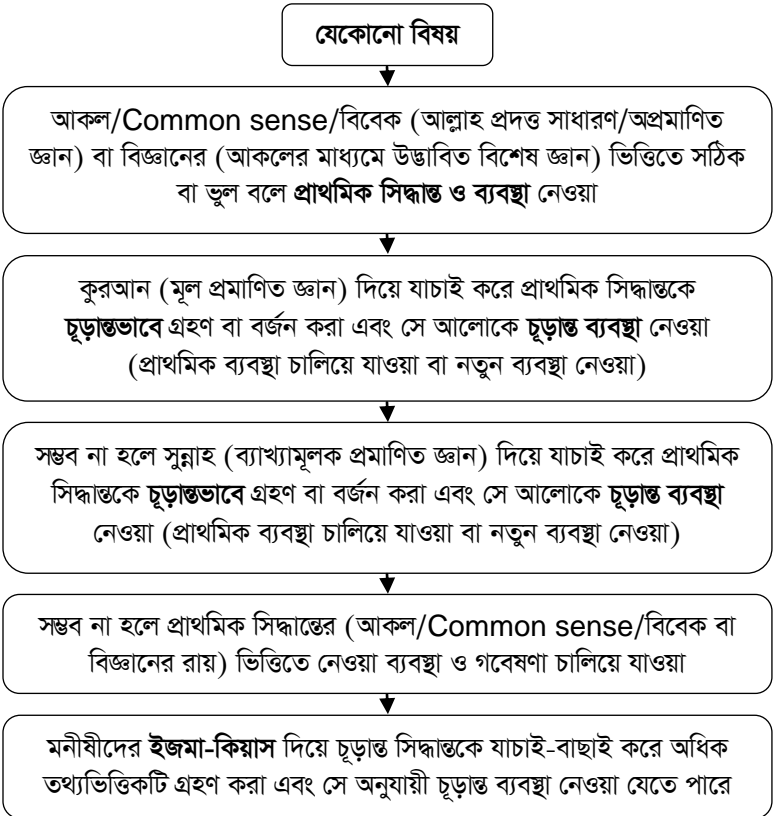 যেকোনো বিষয়
আকল/Common sense/বিবেক (আল্লাহ প্রদত্ত সাধারণ/অপ্রমাণিত
জ্ঞান) বা বিজ্ঞানের (আকলের মাধ্যমে উদ্ভাবিত বিশেষ জ্ঞান) ভিত্তিতে সঠিক
বা ভুল বলে প্রাথমিক সিদ্ধান্ত ও ব্যবস্থা নেওয়া
কুরআন (মূল প্রমাণিত জ্ঞান) দিয়ে যাচাই করে প্রাথমিক সিদ্ধান্তকে
চূড়ান্তভাবে গ্রহণ বা বর্জন করা এবং সে আলোকে চূড়ান্ত ব্যবস্থা নেওয়া
(প্রাথমিক ব্যবস্থা চালিয়ে যাওয়া বা নতুন ব্যবস্থা নেওয়া)
সম্ভব না হলে সুন্নাহ (ব্যাখ্যামূলক প্রমাণিত জ্ঞান) দিয়ে যাচাই করে প্রাথমিক
সিদ্ধান্তকে চূড়ান্তভাবে গ্রহণ বা বর্জন করা এবং সে আলোকে চূড়ান্ত ব্যবস্থা
নেওয়া (প্রাথমিক ব্যবস্থা চালিয়ে যাওয়া বা নতুন ব্যবস্থা নেওয়া)
সম্ভব না হলে প্রাথমিক সিদ্ধান্তের (আকল/Common sense/বিবেক বা
বিজ্ঞানের রায়) ভিত্তিতে নেওয়া ব্যবস্থা ও গবেষণা চালিয়ে যাওয়া
মনীষীদের ইজমা-কিয়াস দিয়ে চূড়ান্ত সিদ্ধান্তকে যাচাই-বাছাই করে অধিক
তথ্যভিত্তিকটি গ্রহণ করা এবং সে অনুযায়ী চূড়ান্ত ব্যবস্থা নেওয়া যেতে পারে